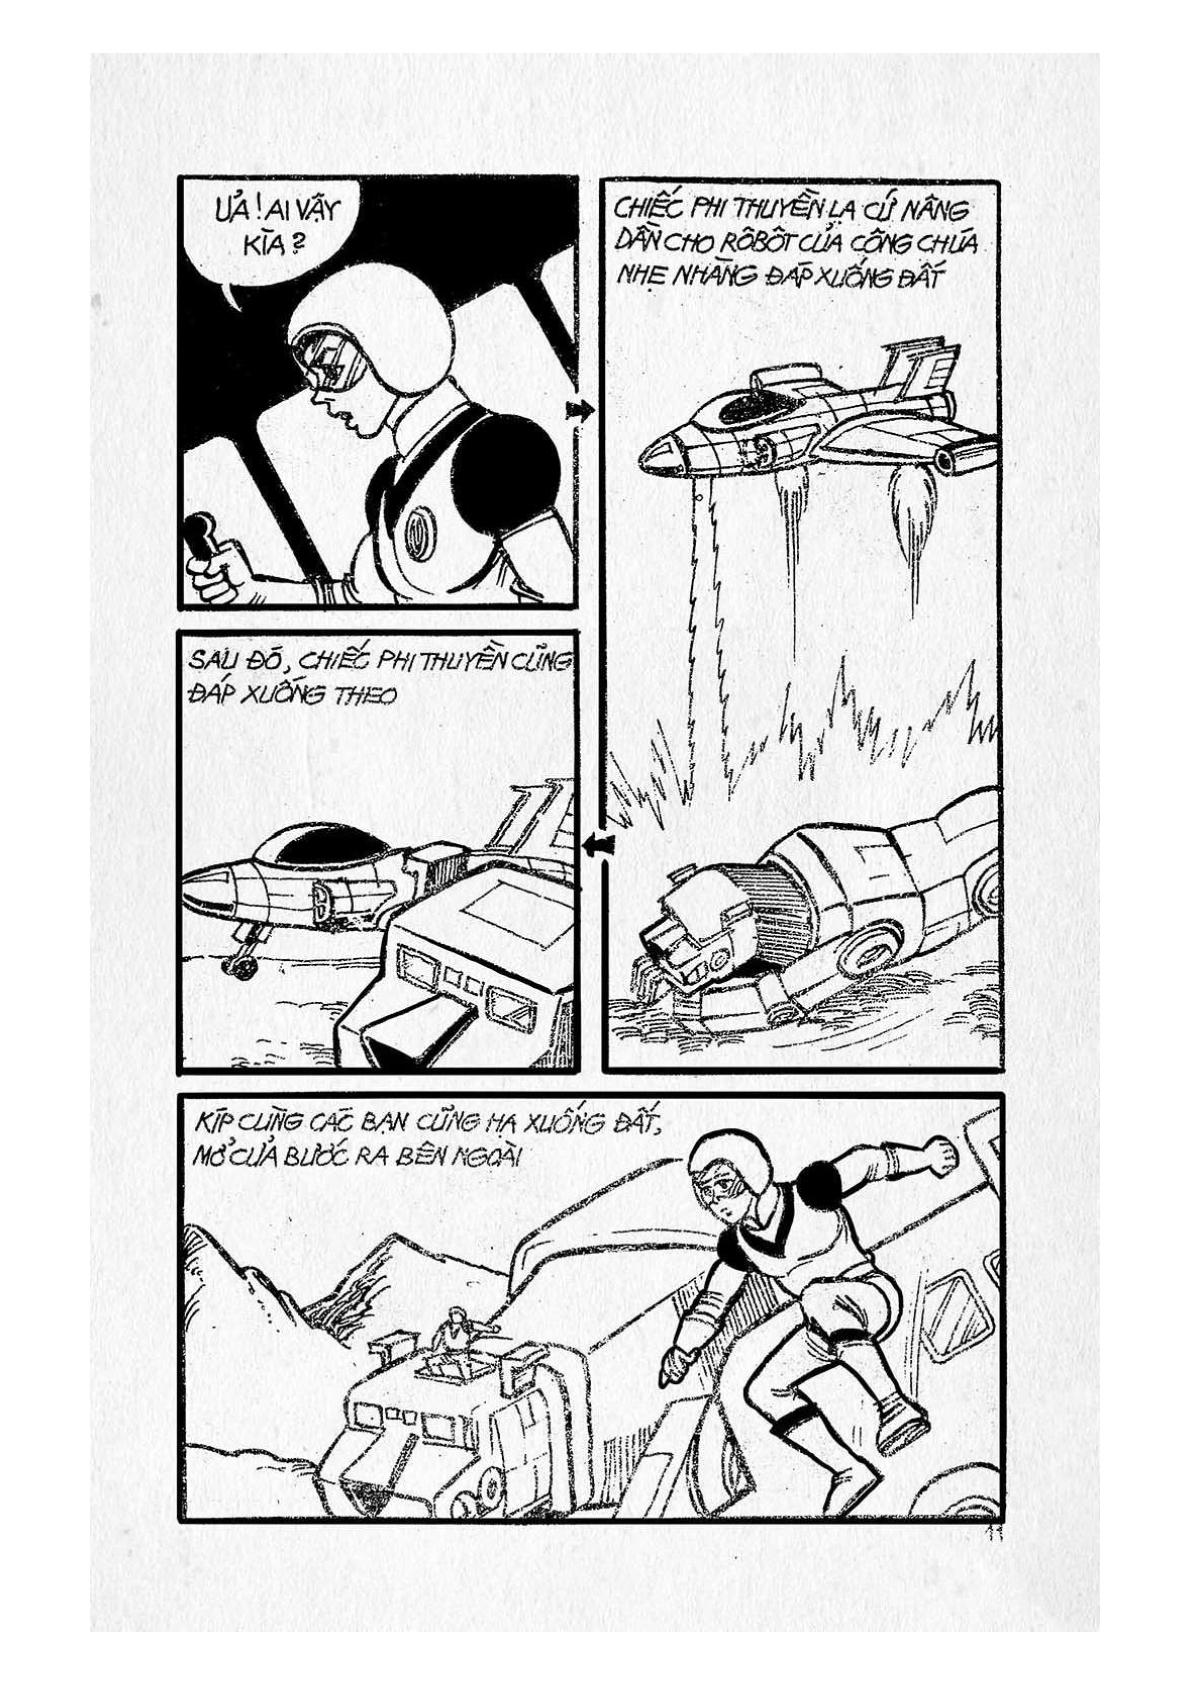 ỦA! AI VẬY
KÌA?
CHIẾC PHI THUYỀN LẠ CỨ NÂNG
DẦN CHO RÔBÔT CỦA CÔNG CHÚA
NHẸ NHÀNG ĐÁP XUỐNG ĐẤT
SAU ĐÓ, CHIẾC PHI THUYỀN CŨNG
ĐÁP XUỐNG THEO
KÍP CÙNG CÁC BẠN CŨNG HẠ XUỐNG ĐẤT,
MỞ CỬA BƯỚC RA BÊN NGOÀI
11